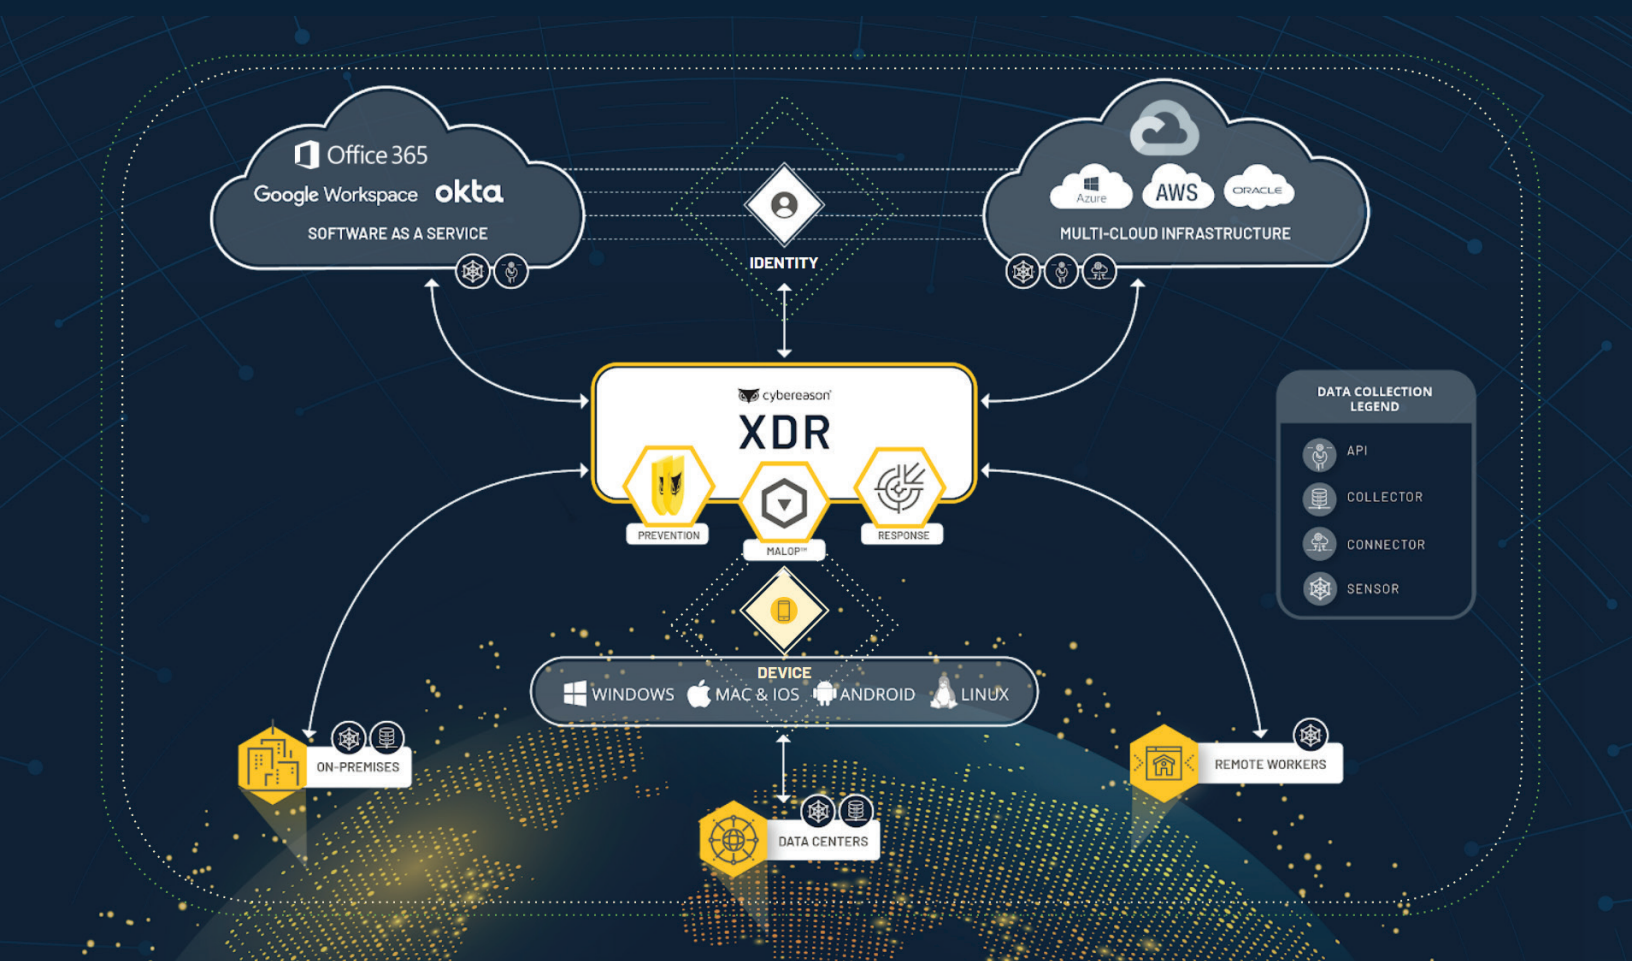 Office 365
Google Workspace okta
SOFTWARE AS A SERVICE
IDENTITY
Azure AWS ORACLE
MULTI-CLOUD INFRASTRUCTURE
cybereason®
XDR
PREVENTION
MALOP™
RESPONSE
DATA COLLECTION
LEGEND
API
COLLECTOR
CONNECTOR
SENSOR
DEVICE
WINDOWS MAC & IOS ANDROID LINUX
ON-PREMISES
DATA CENTERS
REMOTE WORKERS